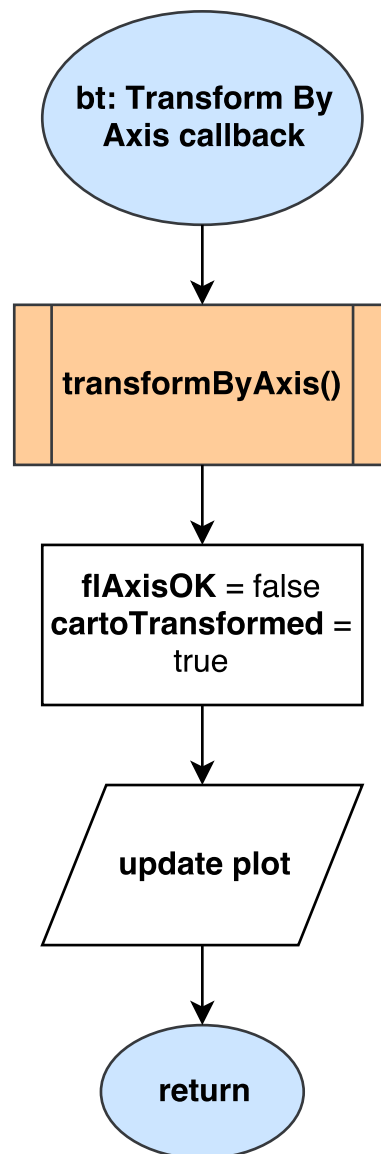 bt: Transform By
Axis callback
transformByAxis()
flAxisOK = false
cartoTransformed =
true
update plot
return